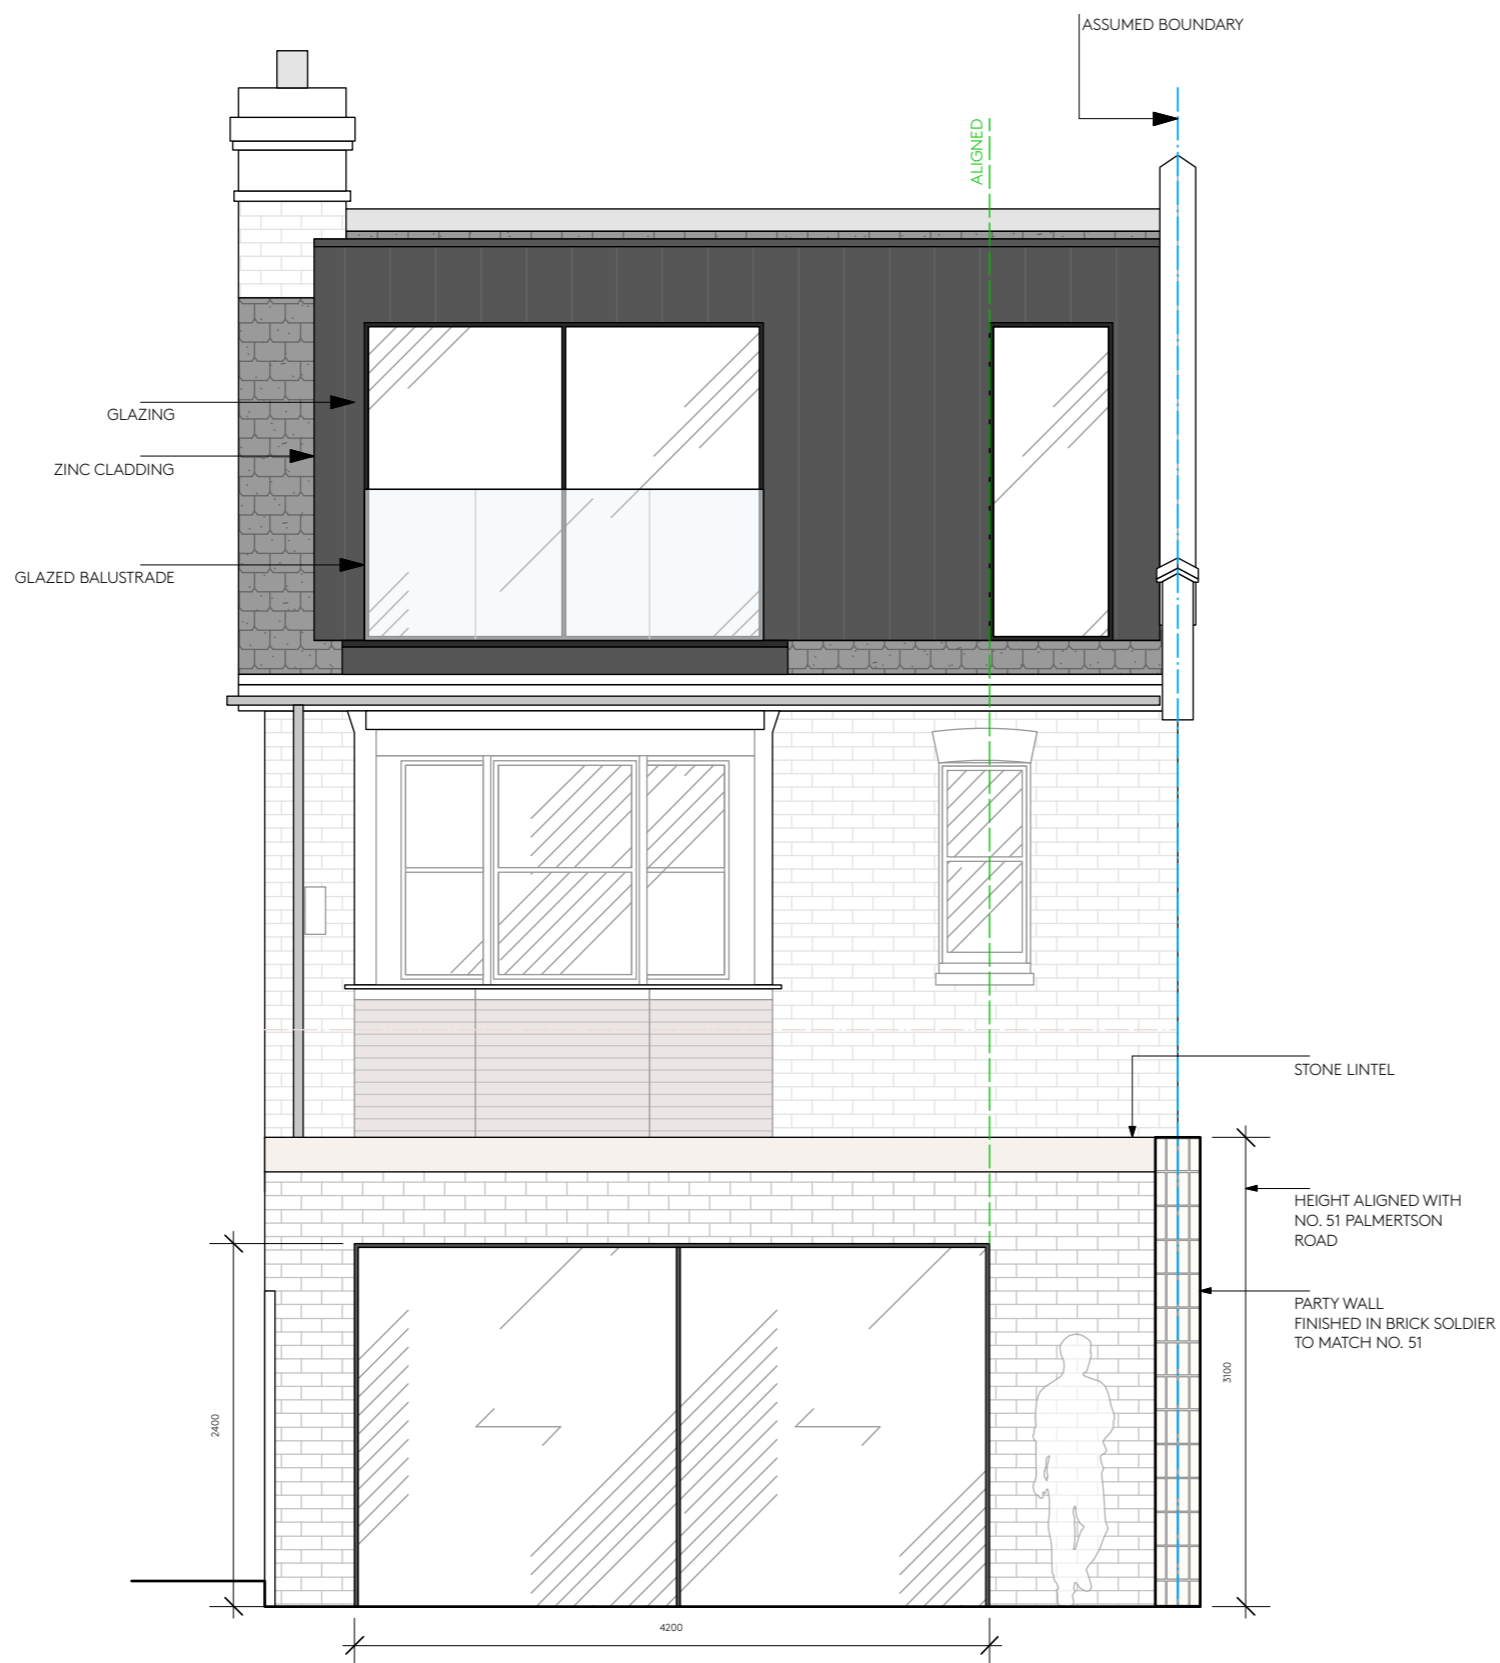 ASSUMED BOUNDARY
ALIGNED
GLAZING
ZINC CLADDING
GLAZED BALUSTRADE
STONE LINTEL
HEIGHT ALIGNED WITH
NO. 51 PALMERTSON
ROAD
PARTY WALL
FINISHED IN BRICK SOLDIER
TO MATCH NO. 51
3100
2400
4200